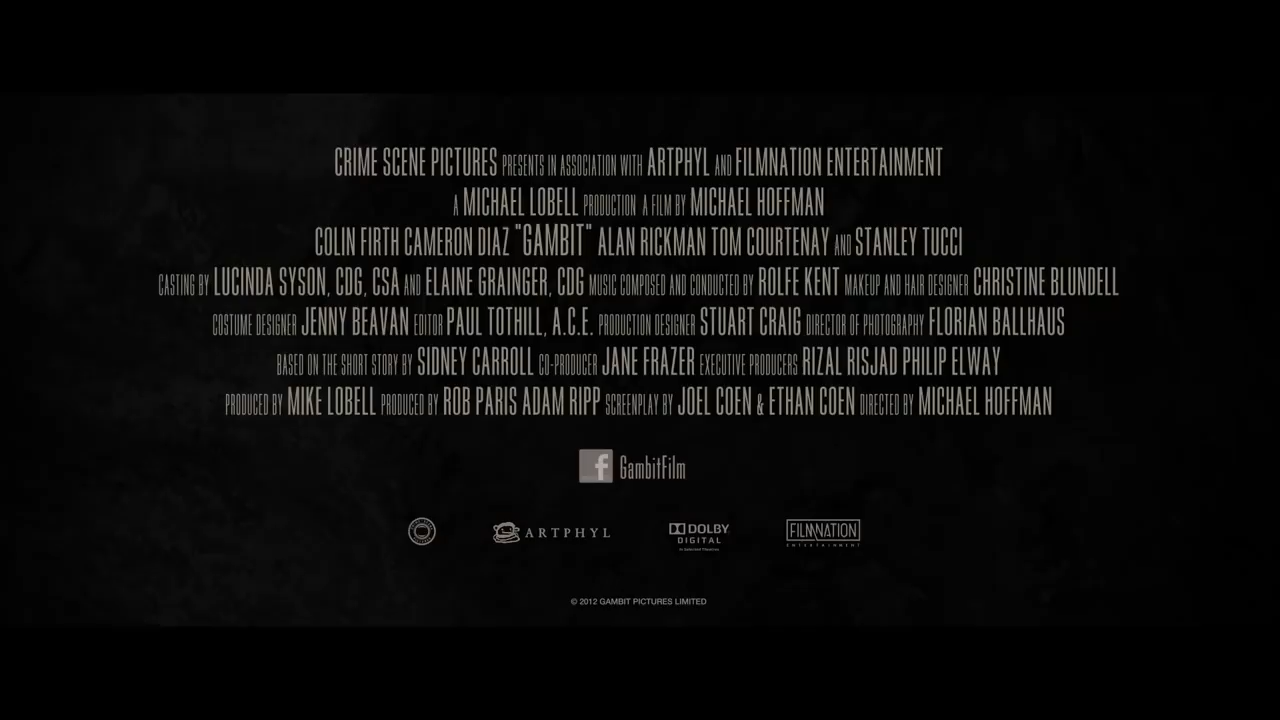 CRIME SCENE PICTURES PRESENTS IN ASSOCIATION WITH ARTPHYL AND FILMNATION ENTERTAINMENT
A MICHAEL LOBELL PRODUCTION A FILM BY MICHAEL HOFFMAN
COLIN FIRTH CAMERON DIAZ "GAMBIT" ALAN RICKMAN TOM COURTENAY AND STANLEY TUCCI
CASTING BY LUCINDA SYSON, CDG, CSA AND ELAINE GRAINGER, CDG MUSIC COMPOSED AND CONDUCTED BY ROLFE KENT MAKEUP AND HAIR DESIGNER CHRISTINE BLUNDELL
COSTUME DESIGNER JENNY BEAVAN EDITOR PAUL TOTHILL, A.C.E. PRODUCTION DESIGNER STUART CRAIG DIRECTOR OF PHOTOGRAPHY FLORIAN BALLHAUS
BASED ON THE SHORT STORY BY SIDNEY CARROLL CO-PRODUCER JANE FRAZER EXECUTIVE PRODUCERS RIZAL RISJAD PHILIP ELWAY
PRODUCED BY MIKE LOBELL PRODUCED BY ROB PARIS ADAM RIPP SCREENPLAY BY JOEL COEN & ETHAN COEN DIRECTED BY MICHAEL HOFFMAN
f GambitFilm
ARTPHYL
DOLBY
DIGITAL
In Selected Theatres
FILMNATION
ENTERTAINMENT
© 2012 GAMBIT PICTURES LIMITED